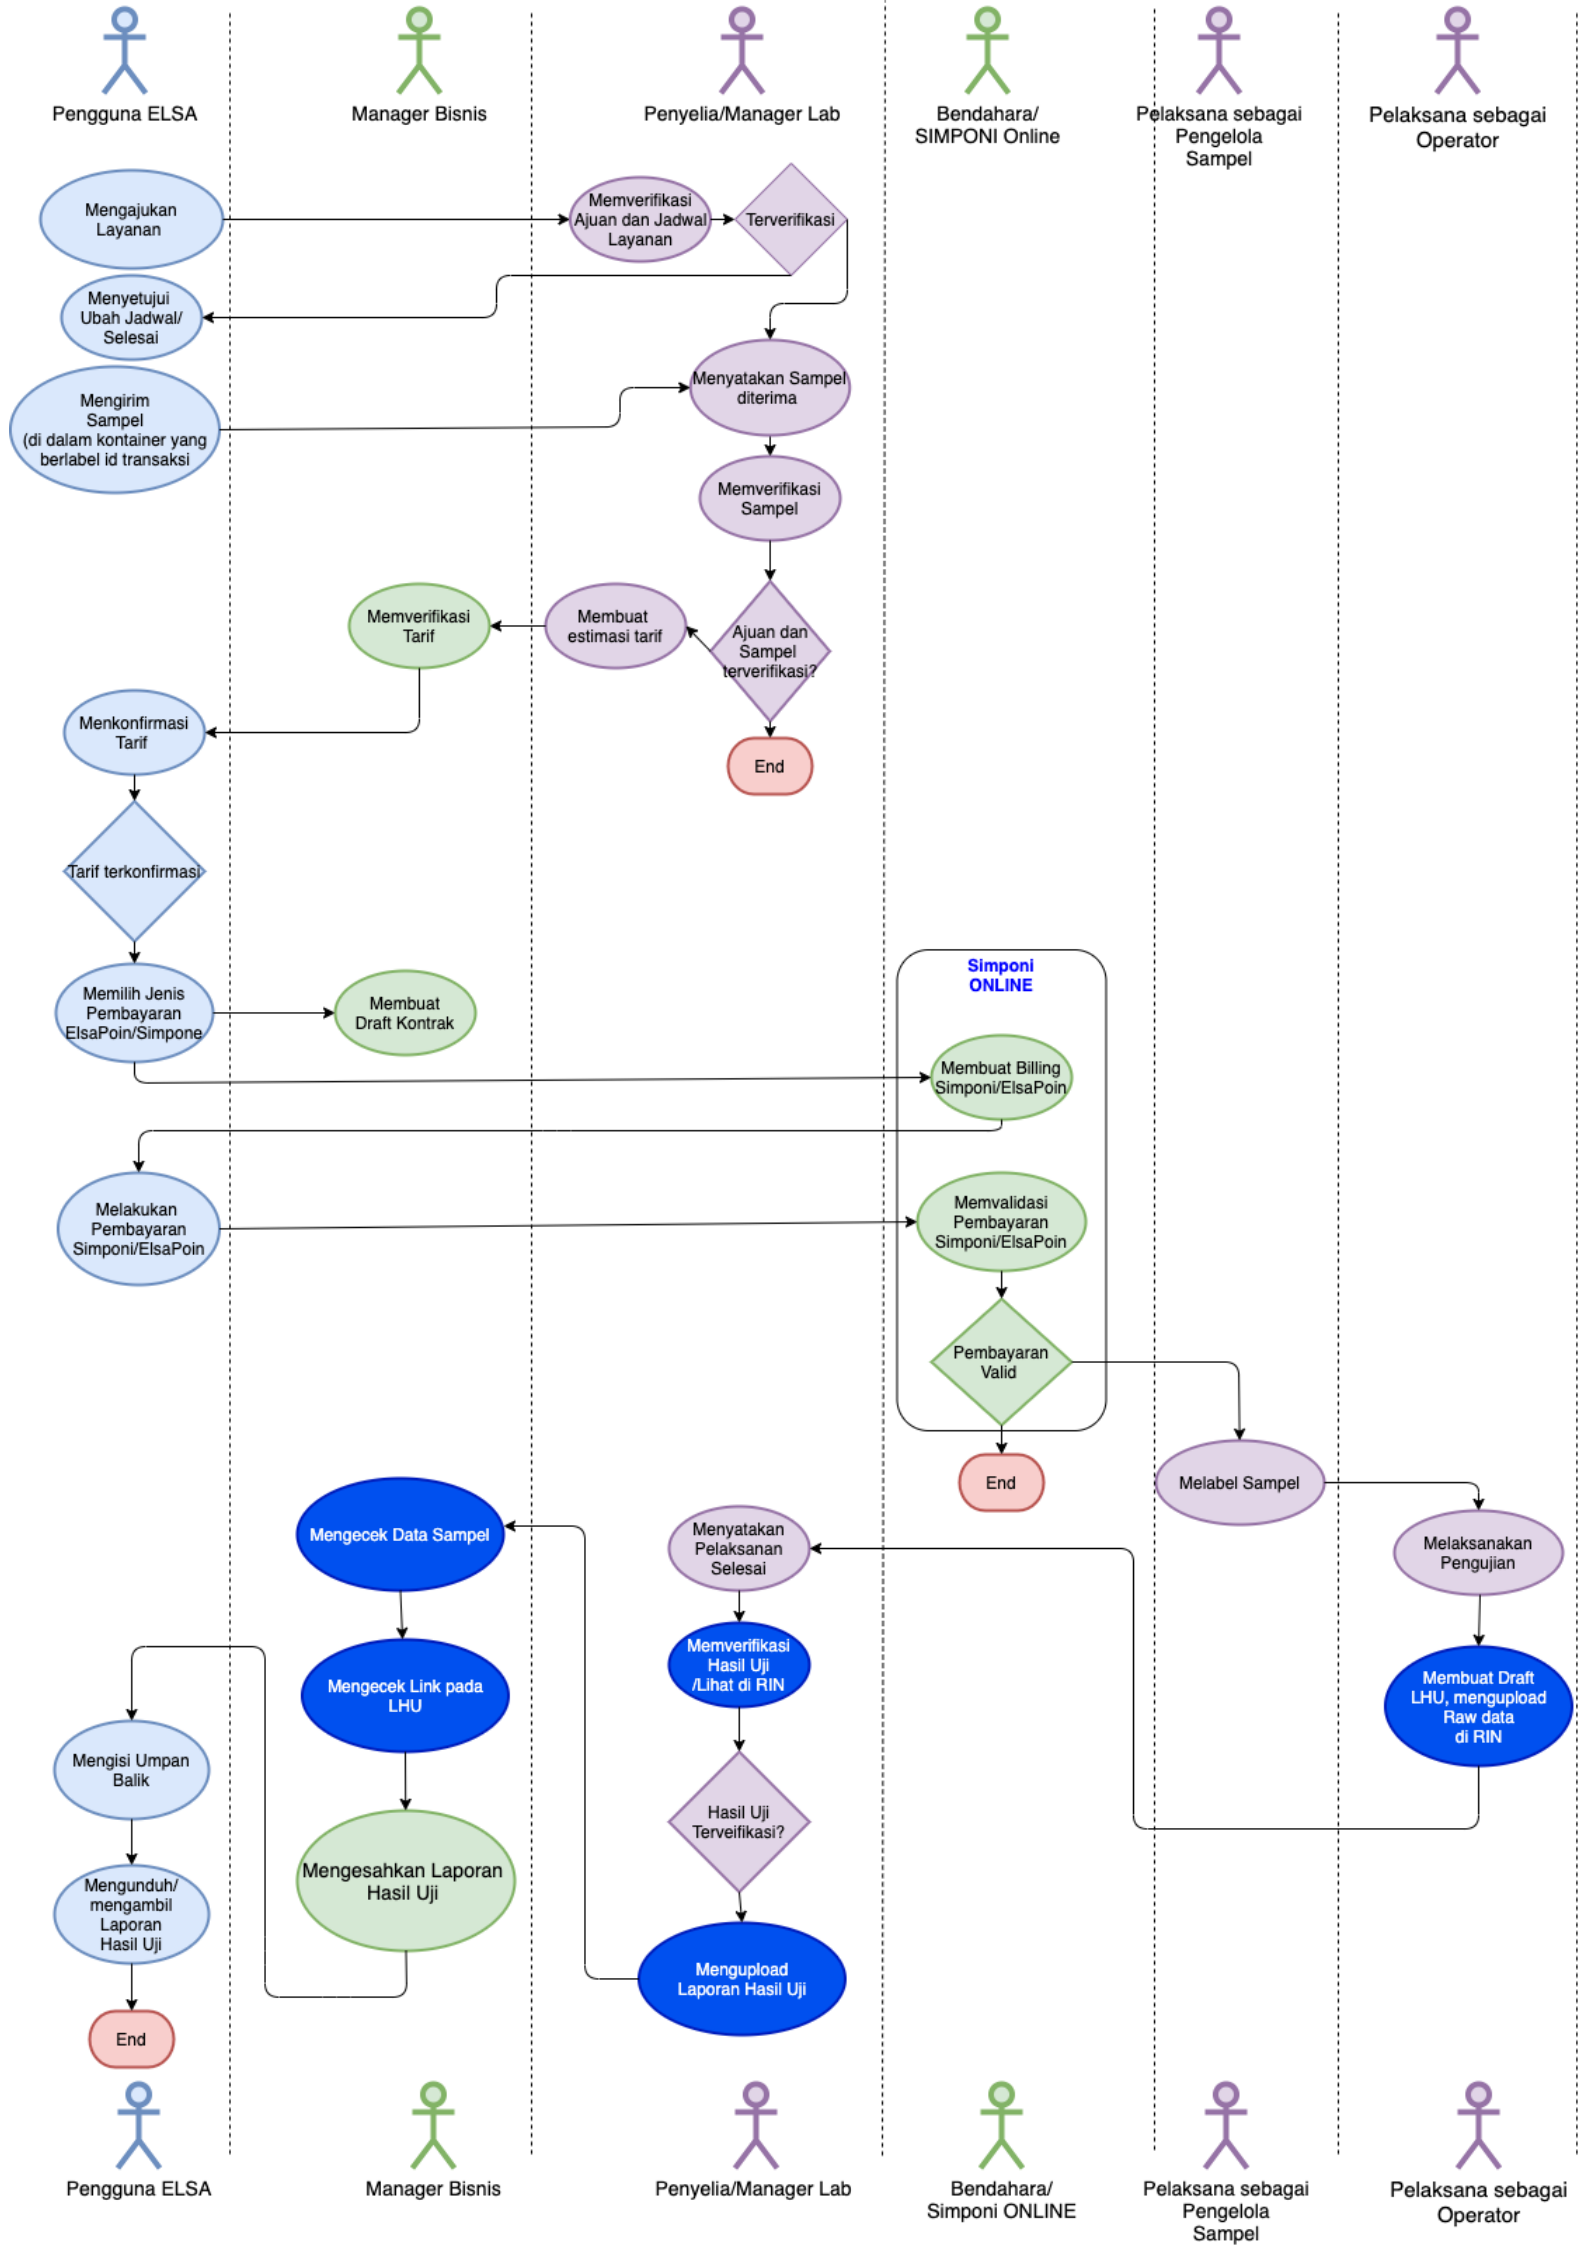 Pengguna ELSA
Manager Bisnis
Penyelia/Manager Lab
Bendahara/
SIMPONI Online
Pelaksana sebagai
Pengelola
Sampel
Pelaksana sebagai
Operator
Mengajukan
Layanan
Memverifikasi
Ajuan dan Jadwal
Layanan
Terverifikasi
Menyetujui
Ubah Jadwal/
Selesai
Mengirim
Sampel
(di dalam kontainer yang
berlabel id transaksi
Menyatakan Sampel
diterima
Memverifikasi
Sampel
Memverifikasi
Tarif
Membuat
estimasi tarif
Ajuan dan
Sampel
terverifikasi?
Menkonfirmasi
Tarif
End
Tarif terkonfirmasi
Memilih Jenis
Pembayaran
ElsaPoin/Simpone
Membuat
Draft Kontrak
Simponi
ONLINE
Membuat Billing
Simponi/ElsaPoin
Melakukan
Pembayaran
Simponi/ElsaPoin
Memvalidasi
Pembayaran
Simponi/ElsaPoin
Pembayaran
Valid
End
Melabel Sampel
Mengecek Data Sampel
Menyatakan
Pelaksanan
Selesai
Melaksanakan
Pengujian
Mengecek Link pada
LHU
Memverifikasi
Hasil Uji
/Lihat di RIN
Membuat Draft
LHU, mengupload
Raw data
di RIN
Mengisi Umpan
Balik
Hasil Uji
Terveifikasi?
Mengesahkan Laporan
Hasil Uji
Mengunduh/
mengambil
Laporan
Hasil Uji
Mengupload
Laporan Hasil Uji
End
Pengguna ELSA
Manager Bisnis
Penyelia/Manager Lab
Bendahara/
Simponi ONLINE
Pelaksana sebagai
Pengelola
Sampel
Pelaksana sebagai
Operator